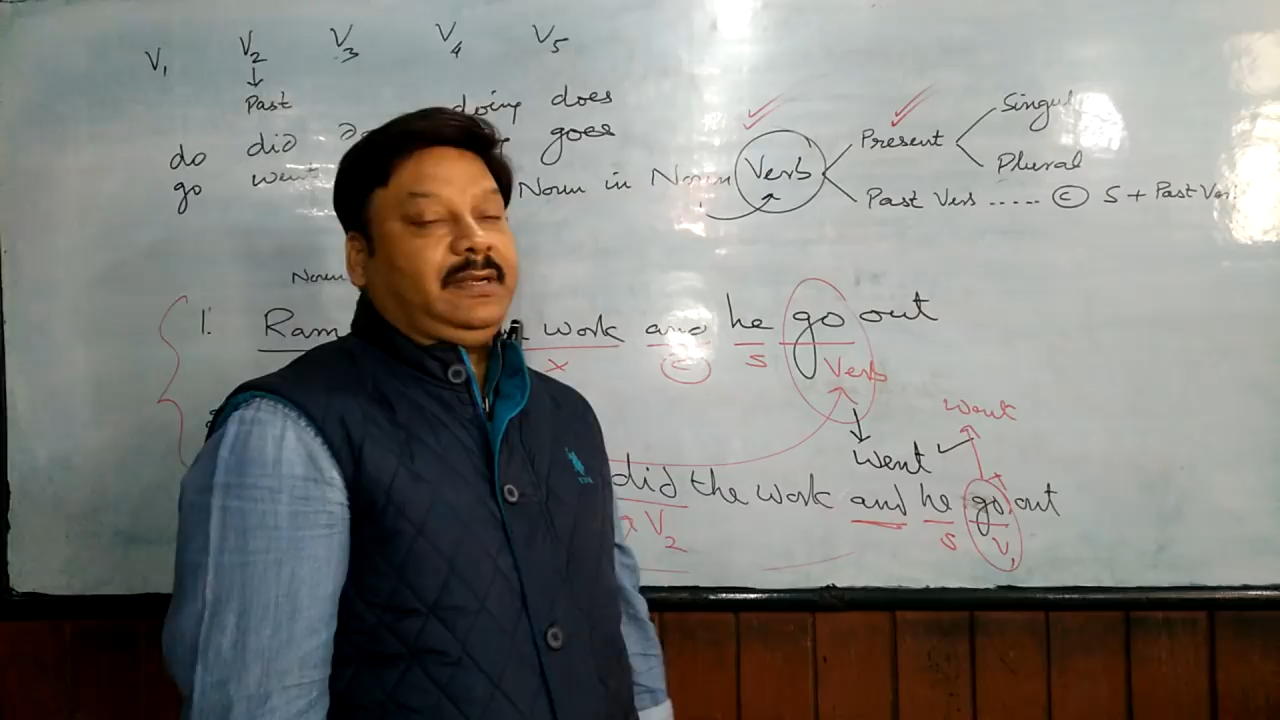 V1 V2 V3 V4 V5
↓
Past
do did doing does
go went goes
Noun in Noun Verb
Present
Singul
Plural
Past Verb ..... C S + Past Ver
Noun
1. Ram work and he go out
x C S Verb
went
Went ✓
did the work and he go out
V2 S V1